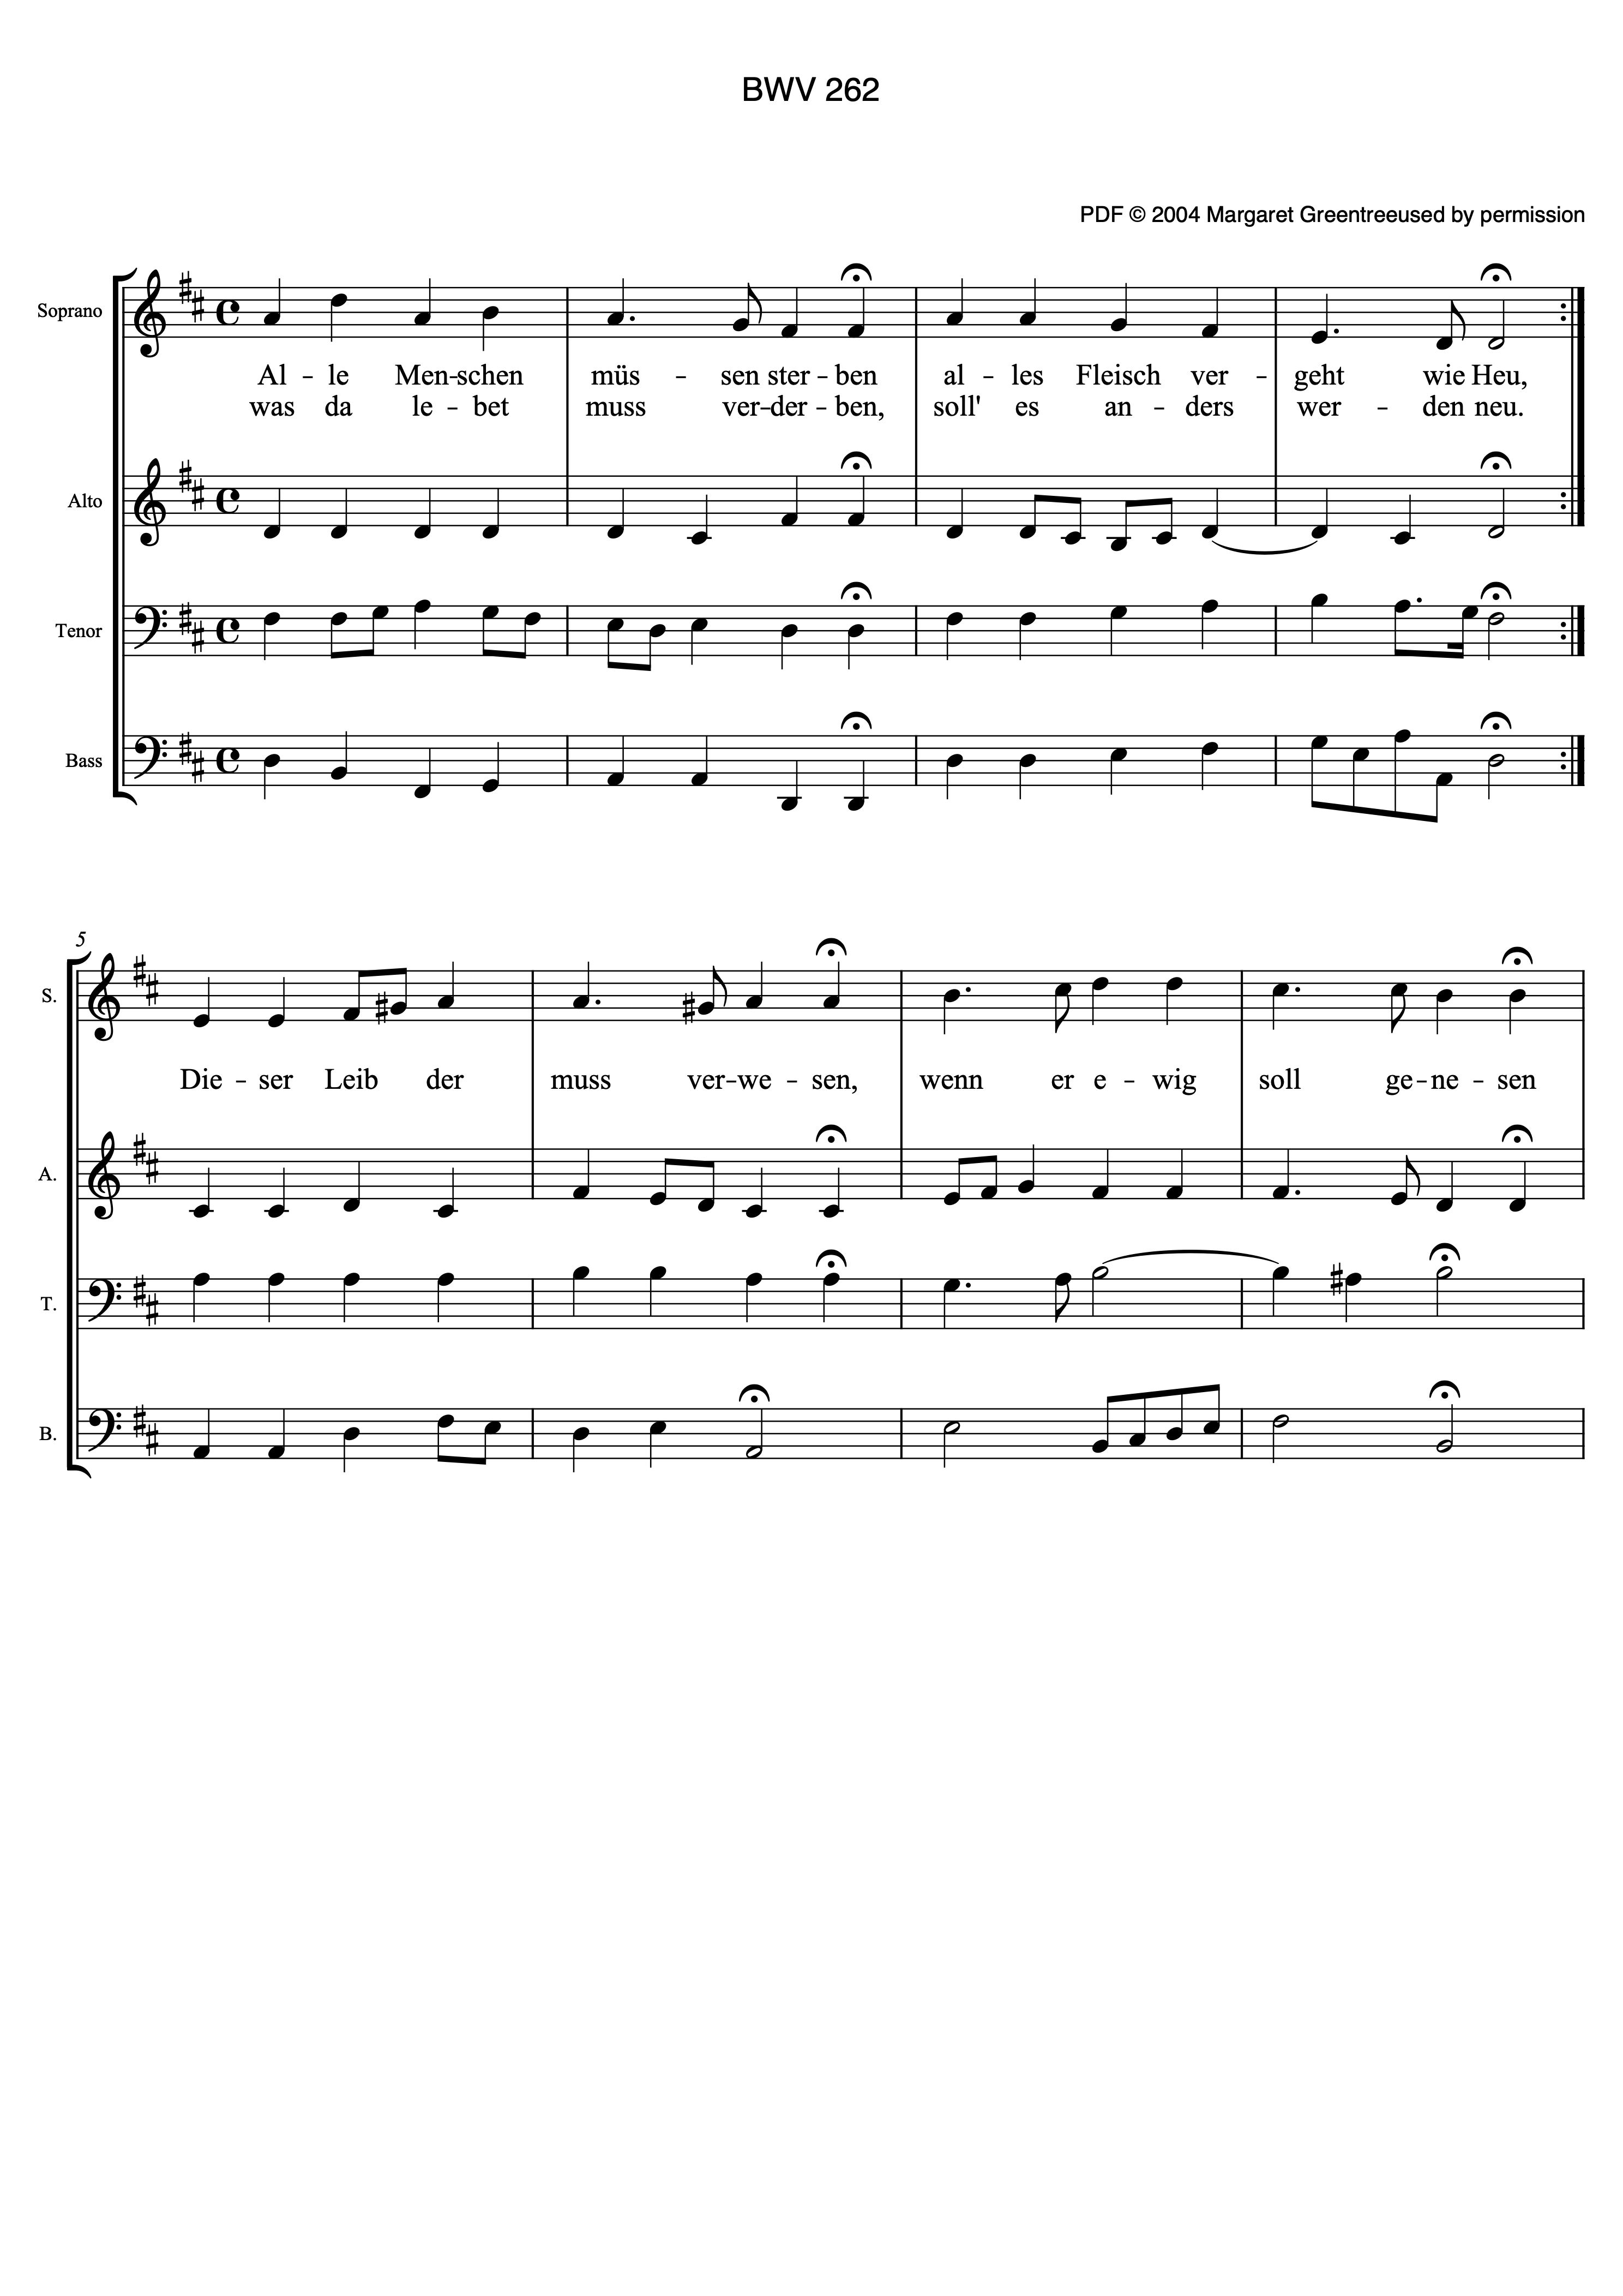 BWV 262
PDF © 2004 Margaret Greentreeused by permission
Soprano
Al - le Men-schen müs - sen ster - ben al - les Fleisch ver - geht wie Heu,
was da le - bet muss ver-der - ben, soll' es an - ders wer - den neu.
Alto
Tenor
Bass
5
S.
Die - ser Leib der muss ver-we - sen, wenn er e - wig soll ge-ne - sen
A.
T.
B.